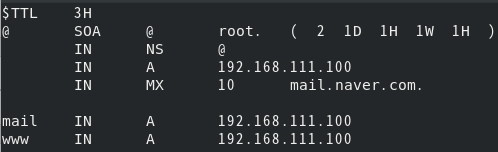 $TTL 3H
@ SOA @ root. ( 2 1D 1H 1W 1H )
IN NS @
IN A 192.168.111.100
IN MX 10 mail.naver.com.
mail IN A 192.168.111.100
www IN A 192.168.111.100